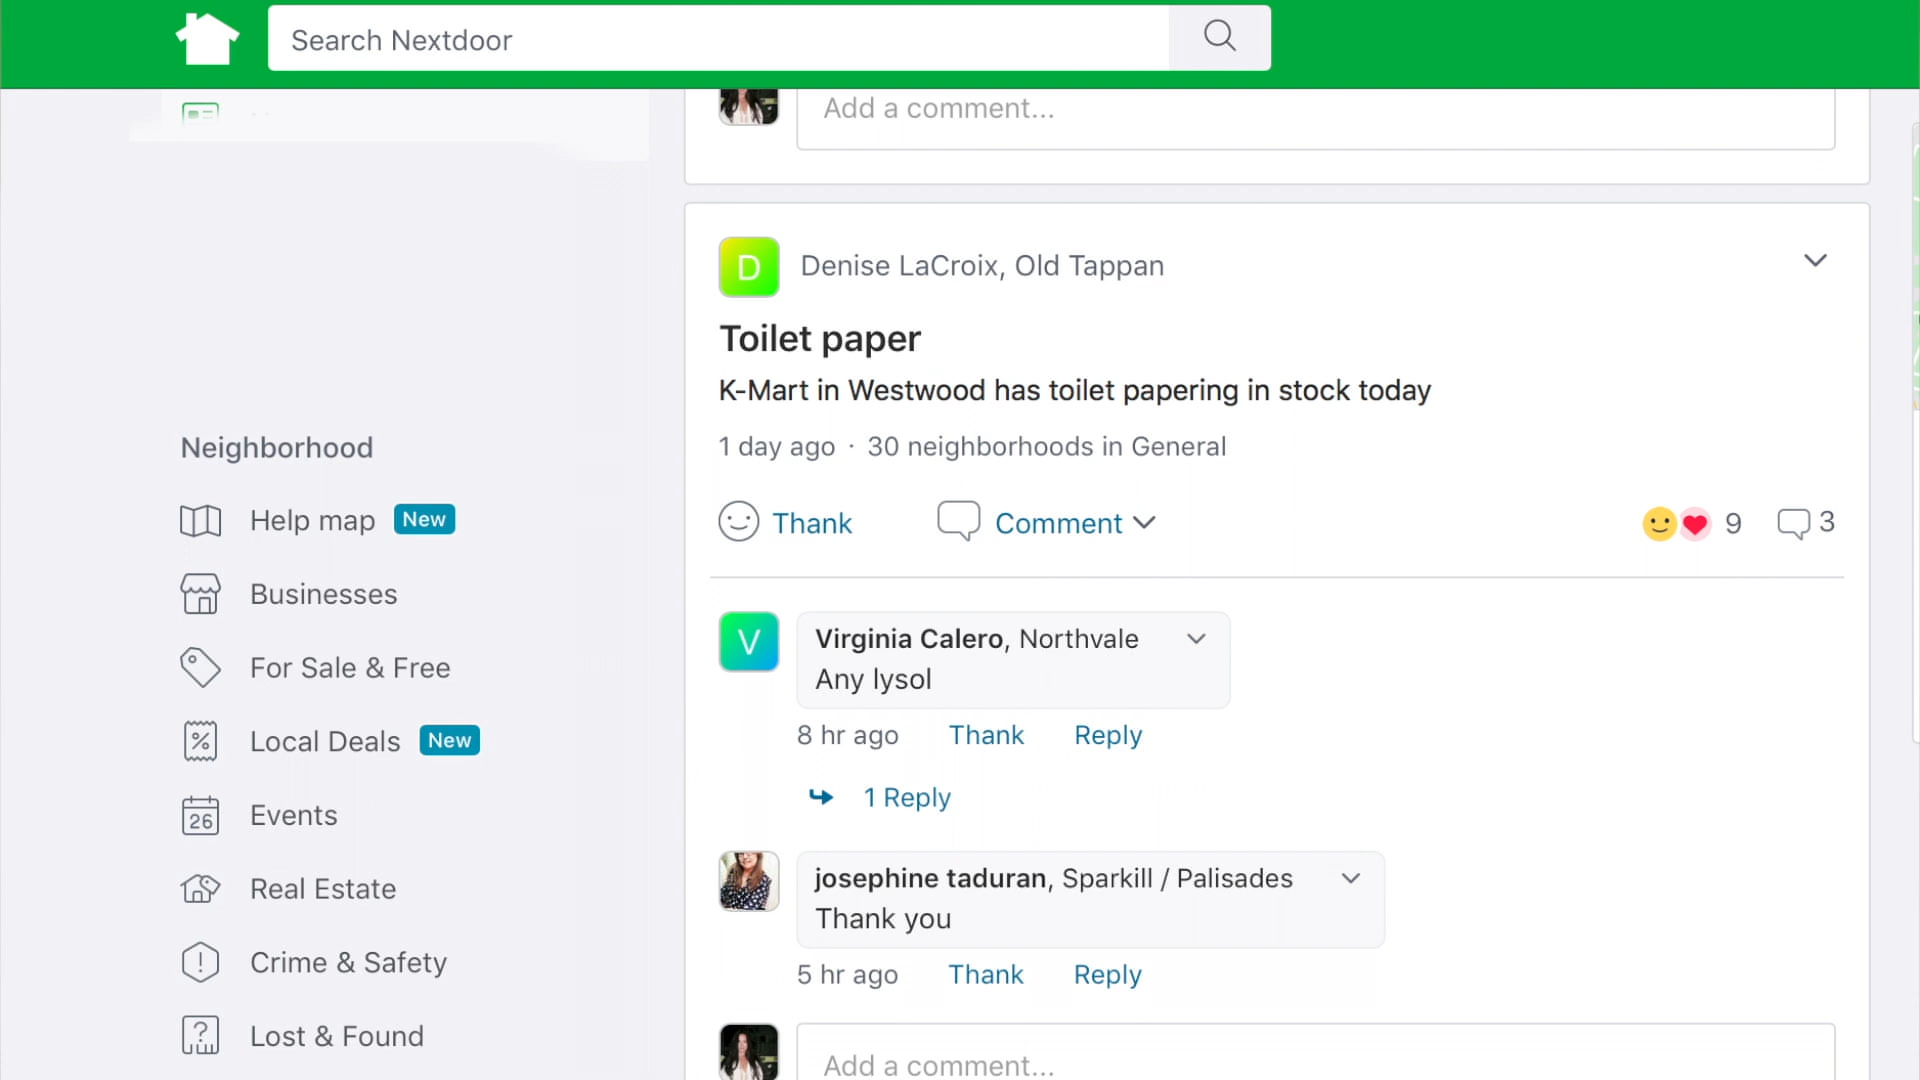 Search Nextdoor
Add a comment...
D
Denise LaCroix, Old Tappan
Toilet paper
K-Mart in Westwood has toilet papering in stock today
1 day ago · 30 neighborhoods in General
Thank
Comment
9
3
Neighborhood
Help map New
Businesses
For Sale & Free
Local Deals New
26
Events
Real Estate
Crime & Safety
Lost & Found
V
Virginia Calero, Northvale
Any lysol
8 hr ago Thank Reply
1 Reply
josephine taduran, Sparkill / Palisades
Thank you
5 hr ago Thank Reply
Add a comment...